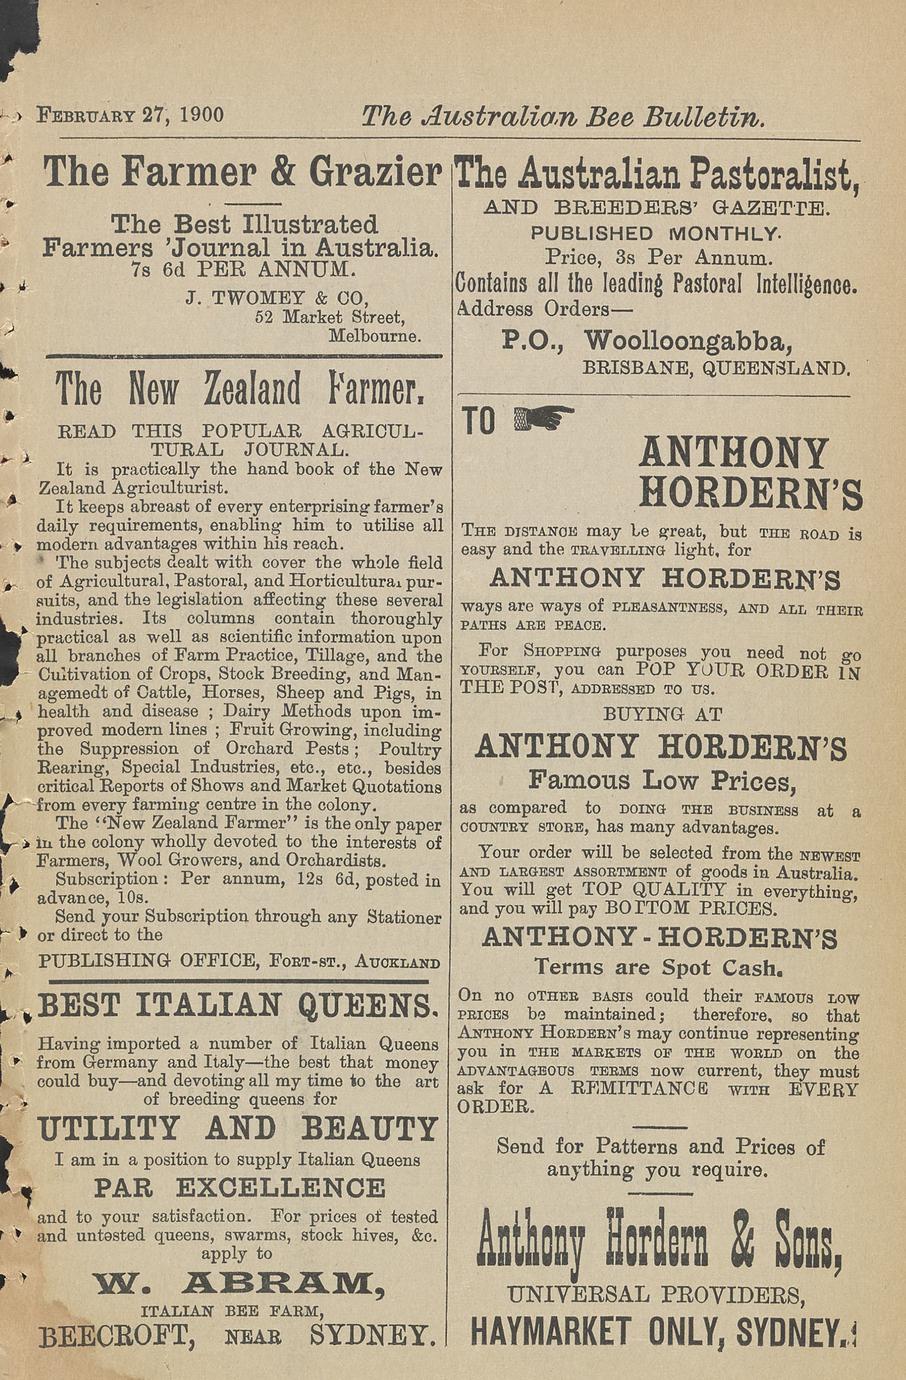 FEBRUARY 27, 1900
The Australian Bee Bulletin.
The Farmer & Grazier
The Best Illustrated
Farmers 'Journal in Australia.
7s 6d PER ANNUM.
J. TWOMEY & CO,
52 Market Street,
Melbourne.
The New Zealand Farmer.
READ THIS POPULAR AGRICUL-
TURAL JOURNAL.
It is practically the hand book of the New
Zealand Agriculturist.
It keeps abreast of every enterprising farmer's
daily requirements, enabling him to utilise all
modern advantages within his reach.
The subjects dealt with cover the whole field
of Agricultural, Pastoral, and Horticultural pur-
suits, and the legislation affecting these several
industries. Its columns contain thoroughly
practical as well as scientific information upon
all branches of Farm Practice, Tillage, and the
Cultivation of Crops, Stock Breeding, and Man-
agemedt of Cattle, Horses, Sheep and Pigs, in
health and disease ; Dairy Methods upon im-
proved modern lines ; Fruit Growing, including
the Suppression of Orchard Pests ; Poultry
Rearing, Special Industries, etc., etc., besides
critical Reports of Shows and Market Quotations
from every farming centre in the colony.
The "New Zealand Farmer" is the only paper
in the colony wholly devoted to the interests of
Farmers, Wool Growers, and Orchardists.
Subscription : Per annum, 12s 6d, posted in
advance, 10s.
Send your Subscription through any Stationer
or direct to the
PUBLISHING OFFICE, FORT-ST., AUCKLAND
BEST ITALIAN QUEENS.
Having imported a number of Italian Queens
from Germany and Italy—the best that money
could buy—and devoting all my time to the art
of breeding queens for
UTILITY AND BEAUTY
I am in a position to supply Italian Queens
PAR EXCELLENCE
and to your satisfaction. For prices of tested
and untested queens, swarms, stock hives, &c.
apply to
W. ABRAM,
ITALIAN BEE FARM,
BEECROFT, NEAR SYDNEY.
The Australian Pastoralist,
AND BREEDERS' GAZETTE.
PUBLISHED MONTHLY.
Price, 3s Per Annum.
Contains all the leading Pastoral Intelligence.
Address Orders—
P.O., Woolloongabba,
BRISBANE, QUEENSLAND.
TO
ANTHONY
HORDERN'S
THE DISTANCE may be great, but THE ROAD is
easy and the TRAVELLING light, for
ANTHONY HORDERN'S
ways are ways of PLEASANTNESS, AND ALL THEIR
PATHS ARE PEACE.
For SHOPPING purposes you need not go
YOURSELF, you can POP YOUR ORDER IN
THE POST, ADDRESSED TO US.
BUYING AT
ANTHONY HORDERN'S
Famous Low Prices,
as compared to DOING THE BUSINESS at a
COUNTRY STORE, has many advantages.
Your order will be selected from the NEWEST
AND LARGEST ASSORTMENT of goods in Australia.
You will get TOP QUALITY in everything,
and you will pay BOTTOM PRICES.
ANTHONY-HORDERN'S
Terms are Spot Cash.
On no OTHER BASIS could their FAMOUS LOW
PRICES be maintained; therefore, so that
ANTHONY HORDERN's may continue representing
you in THE MARKETS OF THE WORLD on the
ADVANTAGEOUS TERMS now current, they must
ask for A REMITTANCE WITH EVERY
ORDER.
Send for Patterns and Prices of
anything you require.
Anthony Hordern & Sons,
UNIVERSAL PROVIDERS,
HAYMARKET ONLY, SYDNEY.